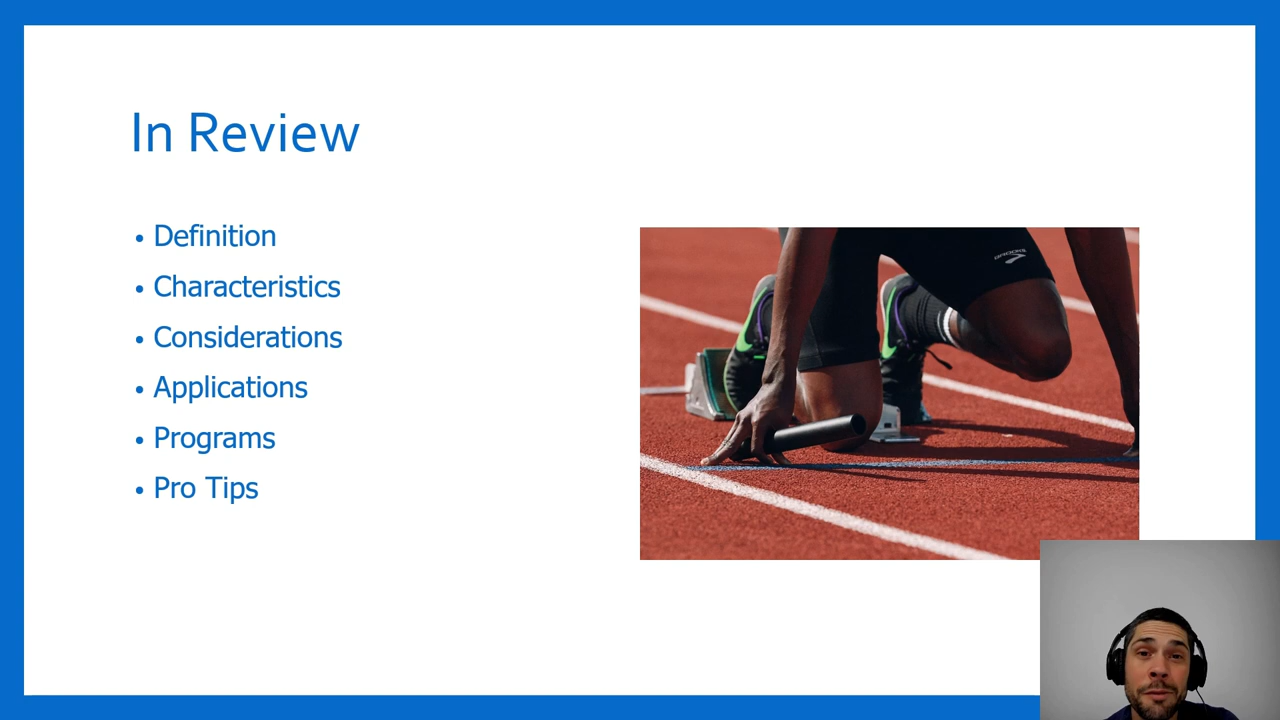 In Review
• Definition
• Characteristics
• Considerations
• Applications
• Programs
• Pro Tips